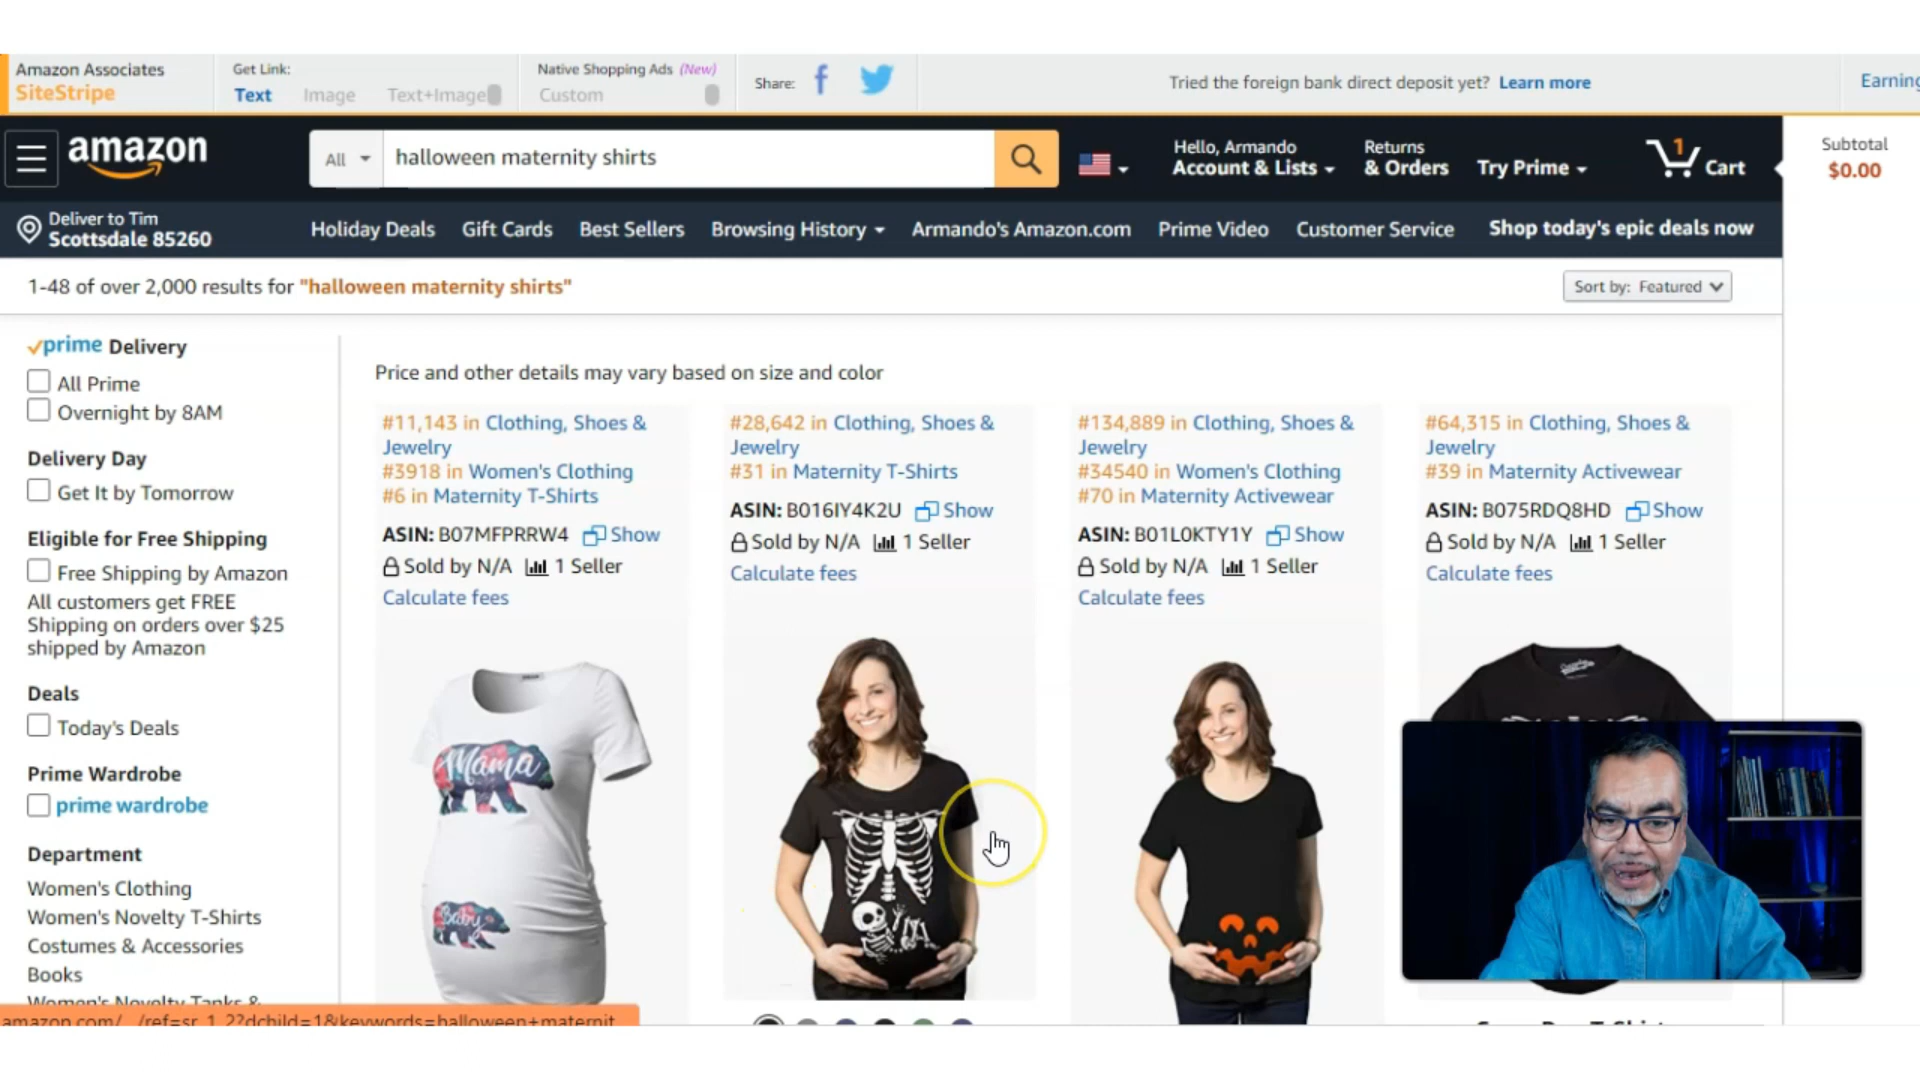 Amazon Associates
SiteStripe
Get Link:
Text Image Text+Image
Native Shopping Ads (New)
Custom
Share:
Tried the foreign bank direct deposit yet? Learn more
Earning
amazon
All
halloween maternity shirts
Hello, Armando
Account & Lists
Returns
& Orders
Try Prime
1
Cart
Subtotal
$0.00
Deliver to Tim
Scottsdale 85260
Holiday Deals Gift Cards Best Sellers Browsing History Armando's Amazon.com Prime Video Customer Service Shop today's epic deals now
1-48 of over 2,000 results for "halloween maternity shirts"
Sort by: Featured
prime Delivery
All Prime
Overnight by 8AM
Delivery Day
Get It by Tomorrow
Eligible for Free Shipping
Free Shipping by Amazon
All customers get FREE
Shipping on orders over $25
shipped by Amazon
Deals
Today's Deals
Prime Wardrobe
prime wardrobe
Department
Women's Clothing
Women's Novelty T-Shirts
Costumes & Accessories
Books
Women's Novelty Tanks &
amazon.com/.../ref=sr_1_2?dchild=1&keywords=halloween+maternit...
Price and other details may vary based on size and color
#11,143 in Clothing, Shoes &
Jewelry
#3918 in Women's Clothing
#6 in Maternity T-Shirts
ASIN: B07MFPRRW4 Show
Sold by N/A 1 Seller
Calculate fees
Mama
Baby
#28,642 in Clothing, Shoes &
Jewelry
#31 in Maternity T-Shirts
ASIN: B016IY4K2U Show
Sold by N/A 1 Seller
Calculate fees
#134,889 in Clothing, Shoes &
Jewelry
#34540 in Women's Clothing
#70 in Maternity Activewear
ASIN: B01L0KTY1Y Show
Sold by N/A 1 Seller
Calculate fees
#64,315 in Clothing, Shoes &
Jewelry
#39 in Maternity Activewear
ASIN: B075RDQ8HD Show
Sold by N/A 1 Seller
Calculate fees